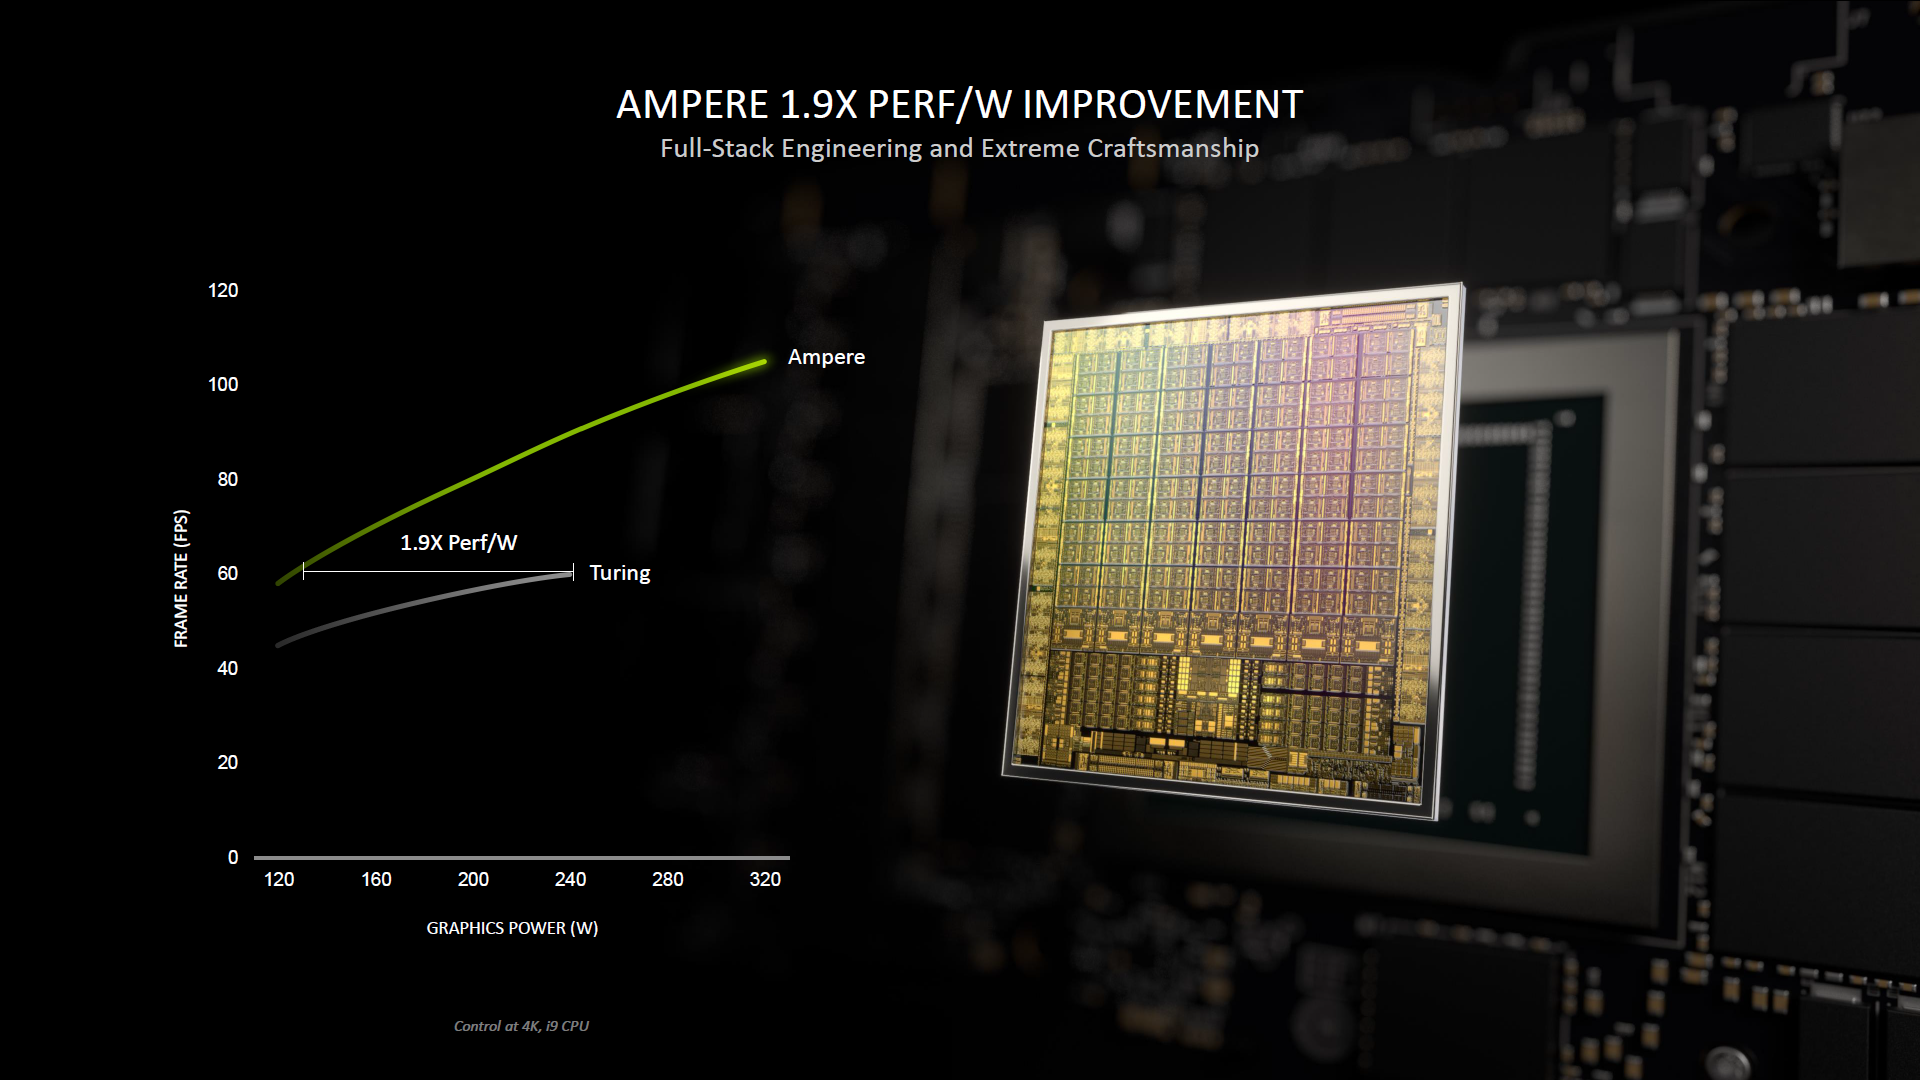 AMPERE 1.9X PERF/W IMPROVEMENT
Full-Stack Engineering and Extreme Craftsmanship
120
100
80
60
40
20
0
FRAME RATE (FPS)
Ampere
1.9X Perf/W
Turing
120 160 200 240 280 320
GRAPHICS POWER (W)
Control at 4K, i9 CPU